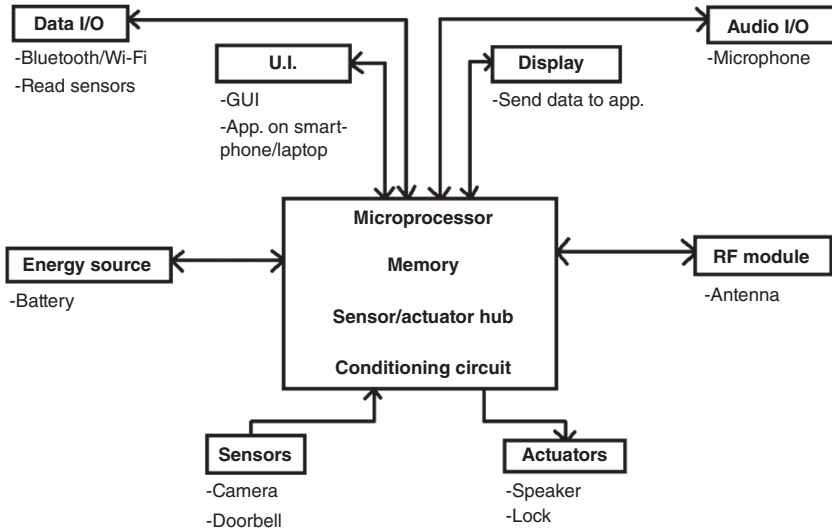 Data I/O
-Bluetooth/Wi-Fi
-Read sensors
U.I.
-GUI
-App. on smart-
phone/laptop
Display
-Send data to app.
Audio I/O
-Microphone
Microprocessor
Memory
Sensor/actuator hub
Conditioning circuit
Energy source
-Battery
RF module
-Antenna
Sensors
-Camera
-Doorbell
Actuators
-Speaker
-Lock